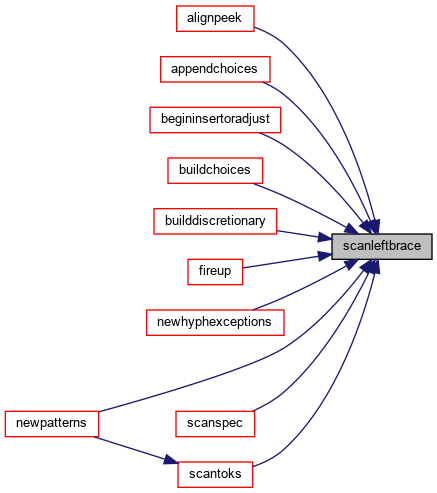 alignpeek
appendchoices
begininsertoradjust
buildchoices
builddiscretionary
scanleftbrace
fireup
newhyphexceptions
newpatterns
scanspec
scantoks